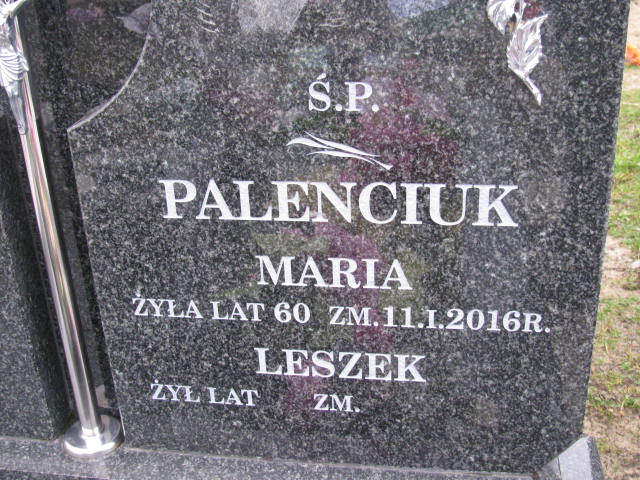 Ś.P.
PALENCIUK
MARIA
ŻYŁA LAT 60 ZM. 11.I.2016R.
LESZEK
ŻYŁ LAT ZM.